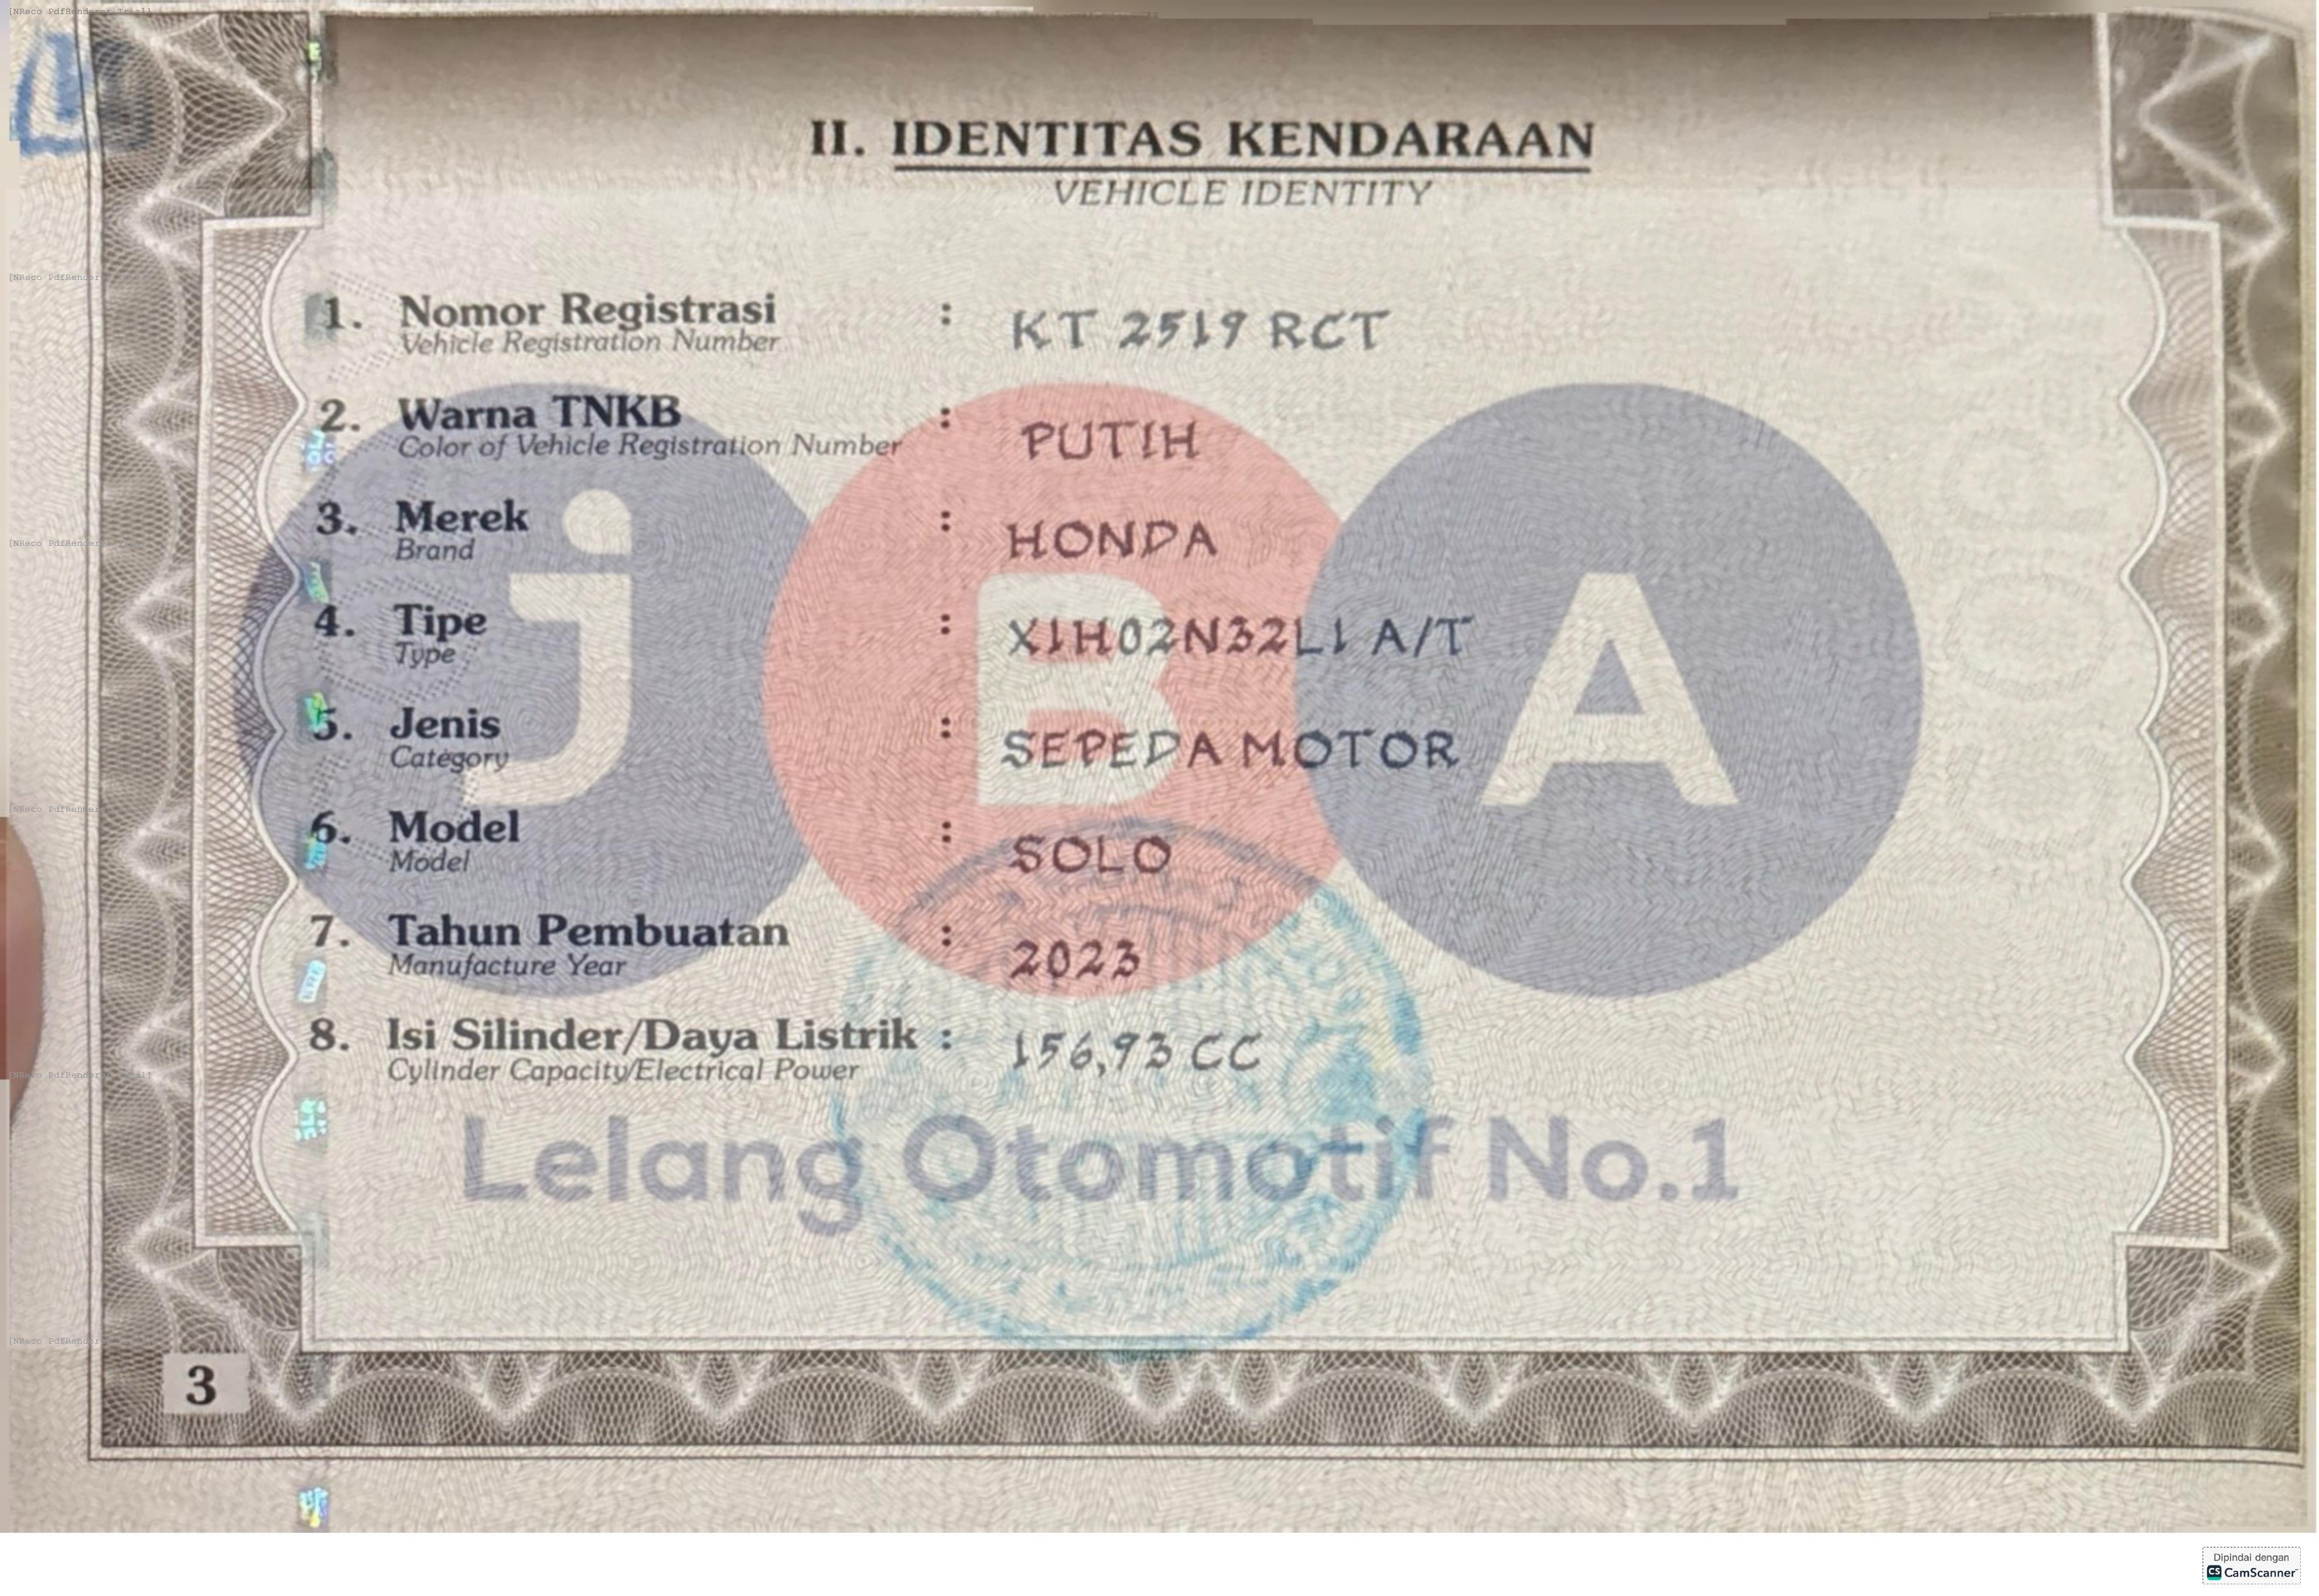 II. IDENTITAS KENDARAAN
VEHICLE IDENTITY
1. Nomor Registrasi : KT 2519 RCT
Vehicle Registration Number
2. Warna TNKB : PUTIH
Color of Vehicle Registration Number
3. Merek : HONDA
Brand
4. Tipe : X1H02N32L1 A/T
Type
5. Jenis : SEPEDA MOTOR
Category
6. Model : SOLO
Model
7. Tahun Pembuatan : 2023
Manufacture Year
8. Isi Silinder/Daya Listrik : 156,93 CC
Cylinder Capacity/Electrical Power
jBA
Lelang Otomotif No.1
3
Dipindai dengan
CS CamScanner